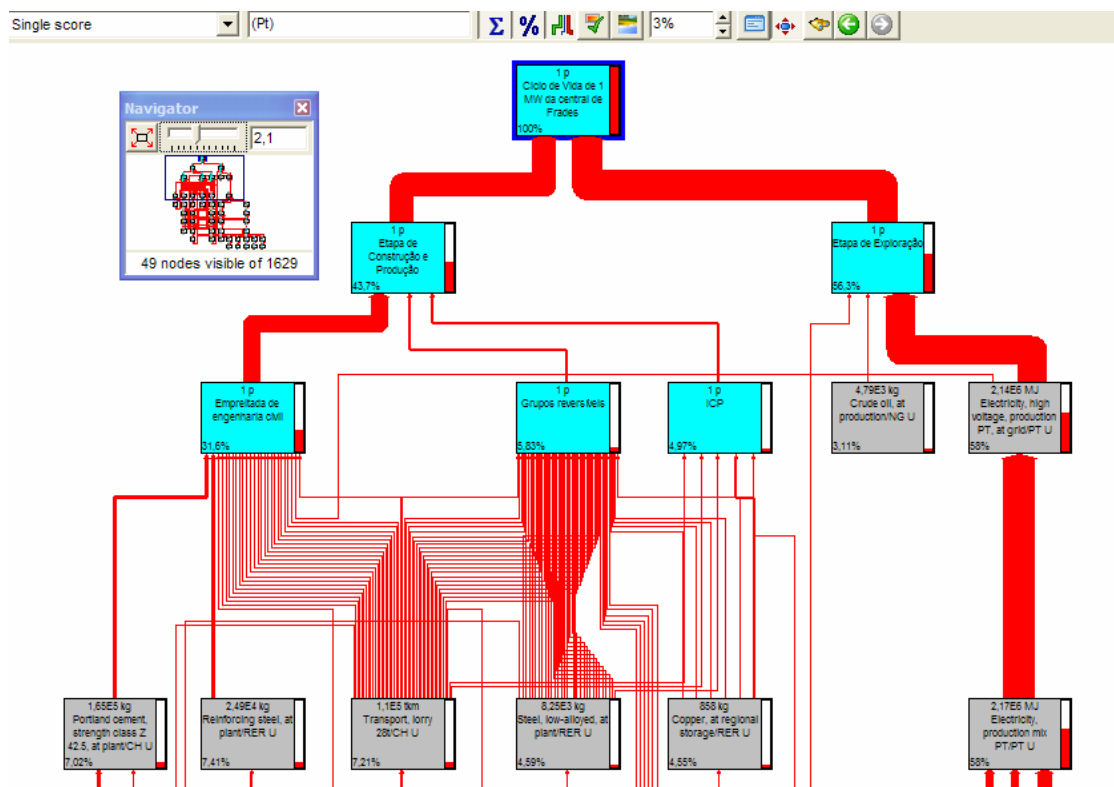 Single score
(Pt)
Σ
%
3%
Navigator
2,1
49 nodes visible of 1629
1 p
Ciclo de Vida de 1
MW da central de
Frades
100%
1 p
Etapa de
Construção e
Produção
43,7%
1 p
Etapa de Exploração
56,3%
1 p
Empreitada de
engenharia civil
31,6%
1 p
Grupos reversíveis
5,83%
1 p
ICP
4,97%
4,79E3 kg
Crude oil, at
production/NG U
3,11%
2,14E6 MJ
Electricity, high
voltage, production
PT, at grid/PT U
58%
1,65E5 kg
Portland cement,
strength class Z
42.5, at plant/CH U
7,02%
2,49E4 kg
Reinforcing steel, at
plant/RER U
7,41%
1,1E5 tkm
Transport, lorry
28t/CH U
7,21%
8,25E3 kg
Steel, low-alloyed, at
plant/RER U
4,59%
858 kg
Copper, at regional
storage/RER U
4,55%
2,17E6 MJ
Electricity,
production mix
PT/PT U
58%